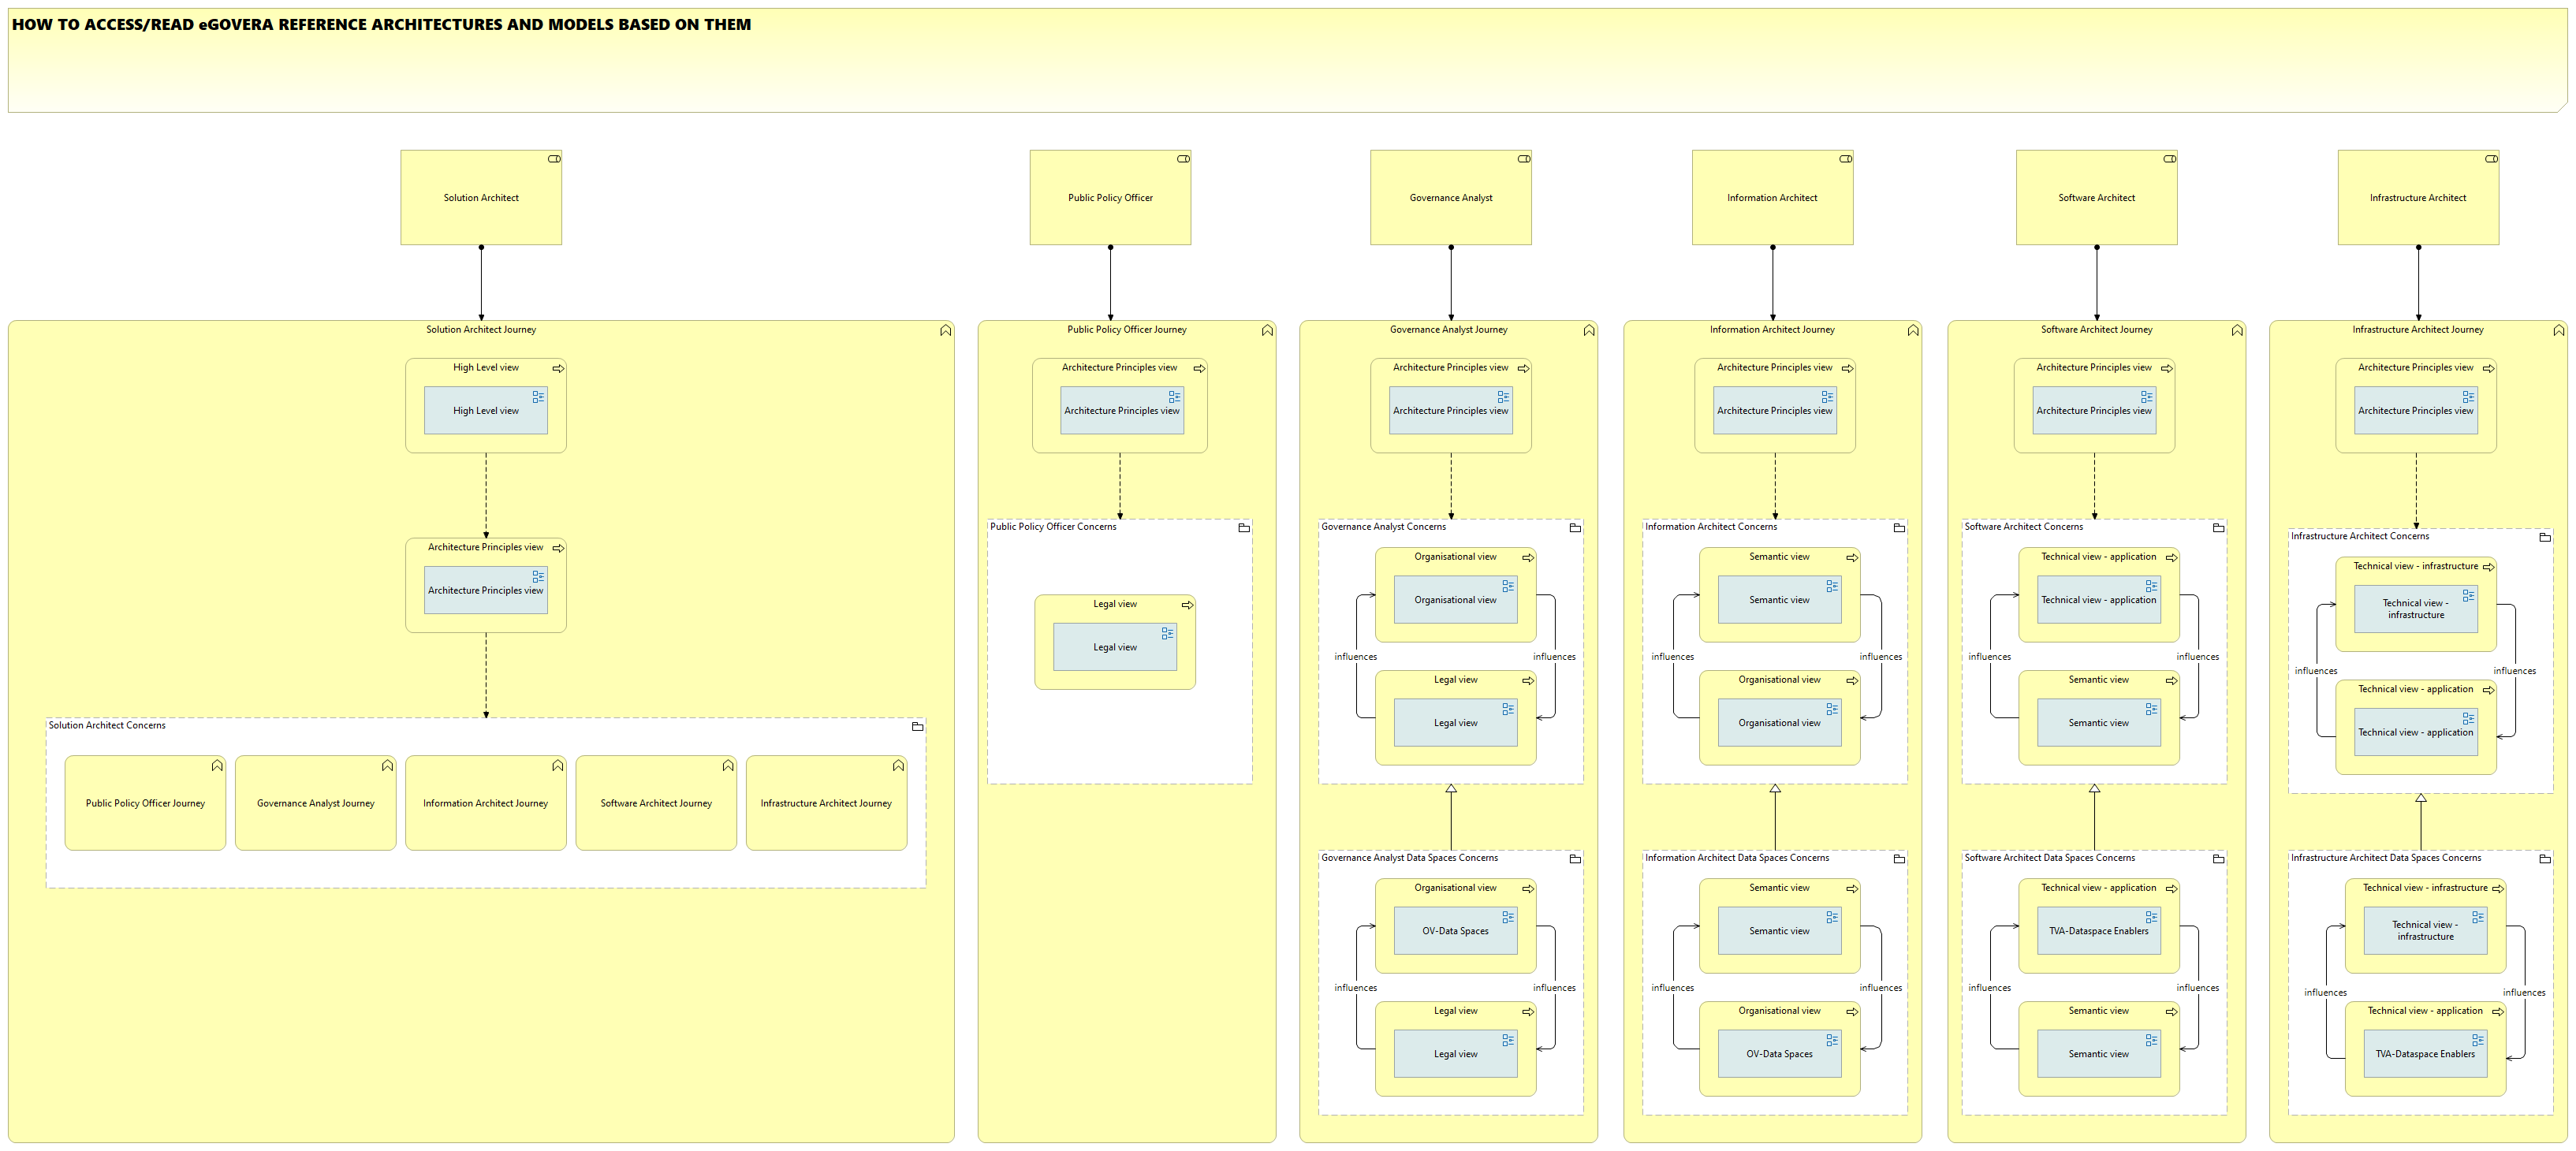 HOW TO ACCESS/READ eGOVERA REFERENCE ARCHITECTURES AND MODELS BASED ON THEM
Solution Architect
Public Policy Officer
Governance Analyst
Information Architect
Software Architect
Infrastructure Architect
Solution Architect Journey
High Level view
High Level view
Architecture Principles view
Architecture Principles view
Solution Architect Concerns
Public Policy Officer Journey
Governance Analyst Journey
Information Architect Journey
Software Architect Journey
Infrastructure Architect Journey
Public Policy Officer Journey
Architecture Principles view
Architecture Principles view
Public Policy Officer Concerns
Legal view
Legal view
Governance Analyst Journey
Architecture Principles view
Architecture Principles view
Governance Analyst Concerns
Organisational view
Organisational view
influences
influences
Legal view
Legal view
Governance Analyst Data Spaces Concerns
Organisational view
OV-Data Spaces
influences
influences
Legal view
Legal view
Information Architect Journey
Architecture Principles view
Architecture Principles view
Information Architect Concerns
Semantic view
Semantic view
influences
influences
Organisational view
Organisational view
Information Architect Data Spaces Concerns
Semantic view
Semantic view
influences
influences
Organisational view
OV-Data Spaces
Software Architect Journey
Architecture Principles view
Architecture Principles view
Software Architect Concerns
Technical view - application
Technical view - application
influences
influences
Semantic view
Semantic view
Software Architect Data Spaces Concerns
Technical view - application
TVA-Dataspace Enablers
influences
influences
Semantic view
Semantic view
Infrastructure Architect Journey
Architecture Principles view
Architecture Principles view
Infrastructure Architect Concerns
Technical view - infrastructure
Technical view -
infrastructure
influences
influences
Technical view - application
Technical view - application
Infrastructure Architect Data Spaces Concerns
Technical view - infrastructure
Technical view -
infrastructure
influences
influences
Technical view - application
TVA-Dataspace Enablers